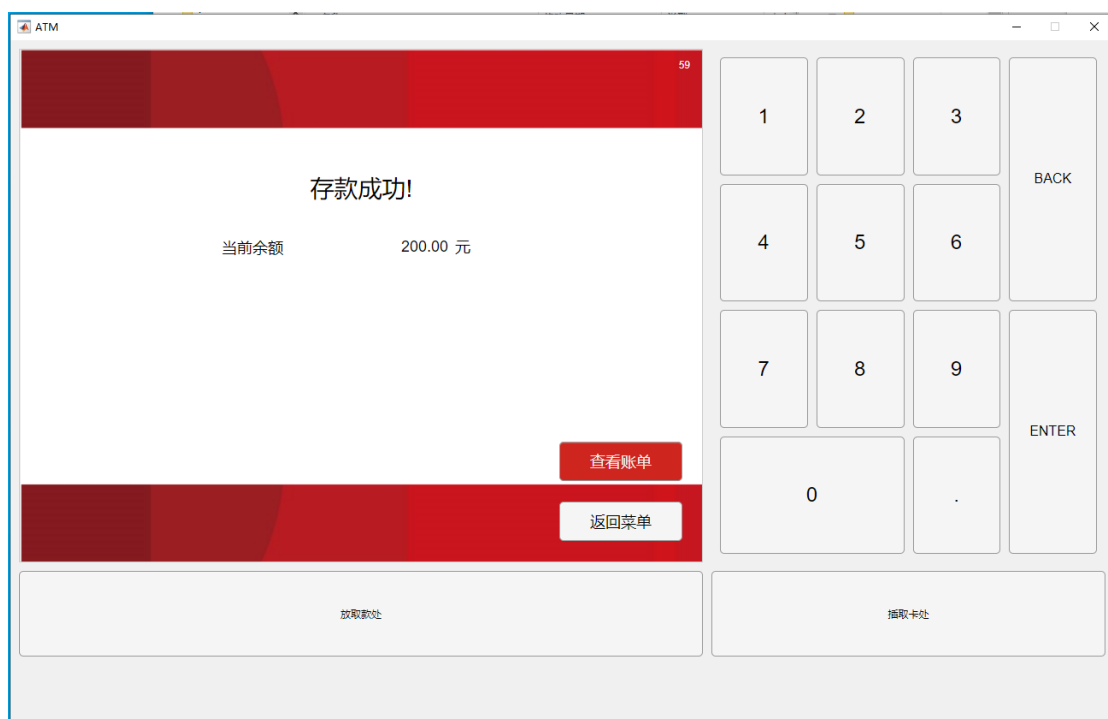 ATM
59
存款成功!
当前余额 200.00 元
查看账单
返回菜单
1 2 3
BACK
4 5 6
7 8 9
ENTER
0 .
放取款处
插取卡处